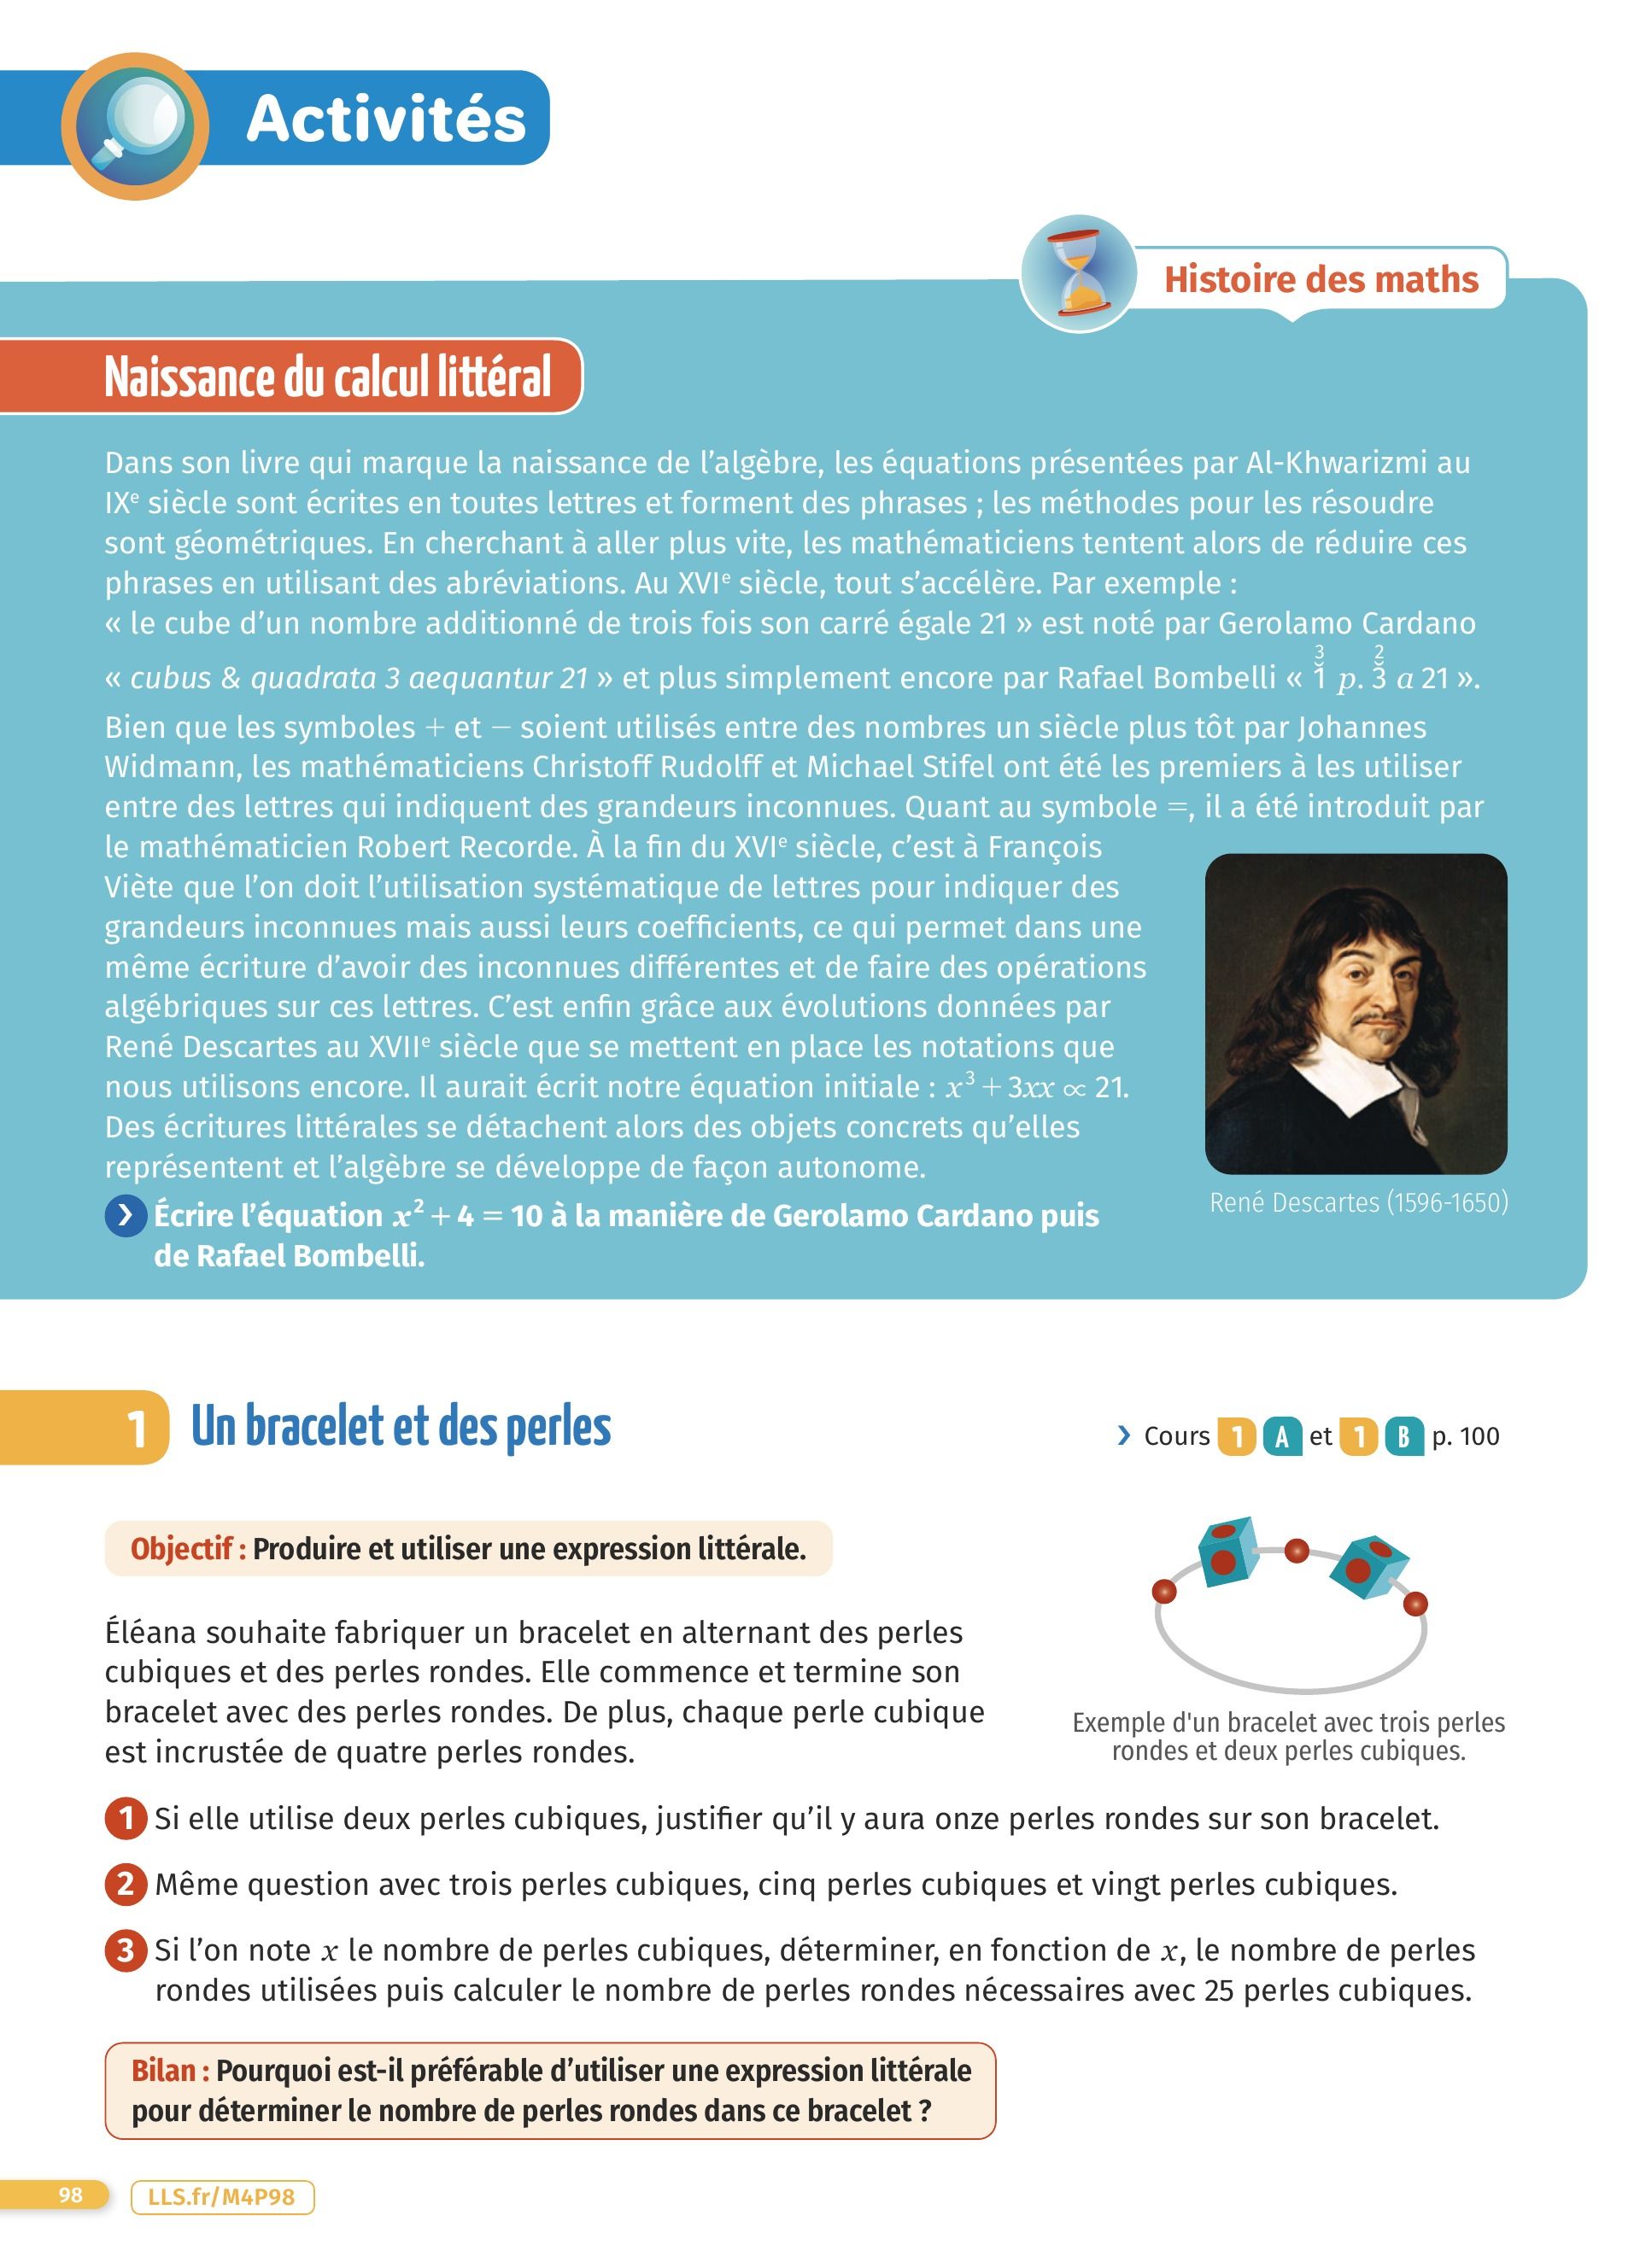 Activités
Histoire des maths
Naissance du calcul littéral
Dans son livre qui marque la naissance de l’algèbre, les équations présentées par Al-Khwarizmi au
IXᵉ siècle sont écrites en toutes lettres et forment des phrases ; les méthodes pour les résoudre
sont géométriques. En cherchant à aller plus vite, les mathématiciens tentent alors de réduire ces
phrases en utilisant des abréviations. Au XVIᵉ siècle, tout s’accélère. Par exemple :
« le cube d’un nombre additionné de trois fois son carré égale 21 » est noté par Gerolamo Cardano
« cubus & quadrata 3 aequantur 21 » et plus simplement encore par Rafael Bombelli « 1̆³ p. 3̆² a 21 ».
Bien que les symboles + et − soient utilisés entre des nombres un siècle plus tôt par Johannes
Widmann, les mathématiciens Christoff Rudolff et Michael Stifel ont été les premiers à les utiliser
entre des lettres qui indiquent des grandeurs inconnues. Quant au symbole =, il a été introduit par
le mathématicien Robert Recorde. À la fin du XVIᵉ siècle, c’est à François
Viète que l’on doit l’utilisation systématique de lettres pour indiquer des
grandeurs inconnues mais aussi leurs coefficients, ce qui permet dans une
même écriture d’avoir des inconnues différentes et de faire des opérations
algébriques sur ces lettres. C’est enfin grâce aux évolutions données par
René Descartes au XVIIᵉ siècle que se mettent en place les notations que
nous utilisons encore. Il aurait écrit notre équation initiale : x³ + 3xx ∝ 21.
Des écritures littérales se détachent alors des objets concrets qu’elles
représentent et l’algèbre se développe de façon autonome.
René Descartes (1596-1650)
Écrire l’équation x² + 4 = 10 à la manière de Gerolamo Cardano puis
de Rafael Bombelli.
1 Un bracelet et des perles
Cours 1 A et 1 B p. 100
Objectif : Produire et utiliser une expression littérale.
Éléana souhaite fabriquer un bracelet en alternant des perles
cubiques et des perles rondes. Elle commence et termine son
bracelet avec des perles rondes. De plus, chaque perle cubique
est incrustée de quatre perles rondes.
Exemple d'un bracelet avec trois perles
rondes et deux perles cubiques.
1 Si elle utilise deux perles cubiques, justifier qu’il y aura onze perles rondes sur son bracelet.
2 Même question avec trois perles cubiques, cinq perles cubiques et vingt perles cubiques.
3 Si l’on note x le nombre de perles cubiques, déterminer, en fonction de x, le nombre de perles
rondes utilisées puis calculer le nombre de perles rondes nécessaires avec 25 perles cubiques.
Bilan : Pourquoi est-il préférable d’utiliser une expression littérale
pour déterminer le nombre de perles rondes dans ce bracelet ?
98
LLS.fr/M4P98